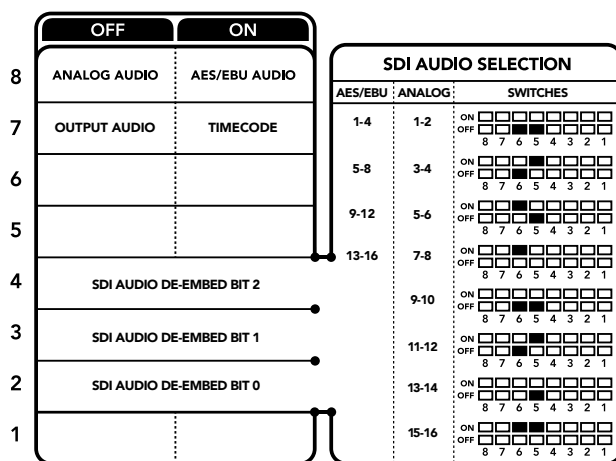 OFF ON
8 ANALOG AUDIO AES/EBU AUDIO
7 OUTPUT AUDIO TIMECODE
6
5
4 SDI AUDIO DE-EMBED BIT 2
3 SDI AUDIO DE-EMBED BIT 1
2 SDI AUDIO DE-EMBED BIT 0
1
SDI AUDIO SELECTION
AES/EBU ANALOG SWITCHES
1-4 1-2 ON
OFF
8 7 6 5 4 3 2 1
5-8 3-4 ON
OFF
8 7 6 5 4 3 2 1
9-12 5-6 ON
OFF
8 7 6 5 4 3 2 1
13-16 7-8 ON
OFF
8 7 6 5 4 3 2 1
9-10 ON
OFF
8 7 6 5 4 3 2 1
11-12 ON
OFF
8 7 6 5 4 3 2 1
13-14 ON
OFF
8 7 6 5 4 3 2 1
15-16 ON
OFF
8 7 6 5 4 3 2 1